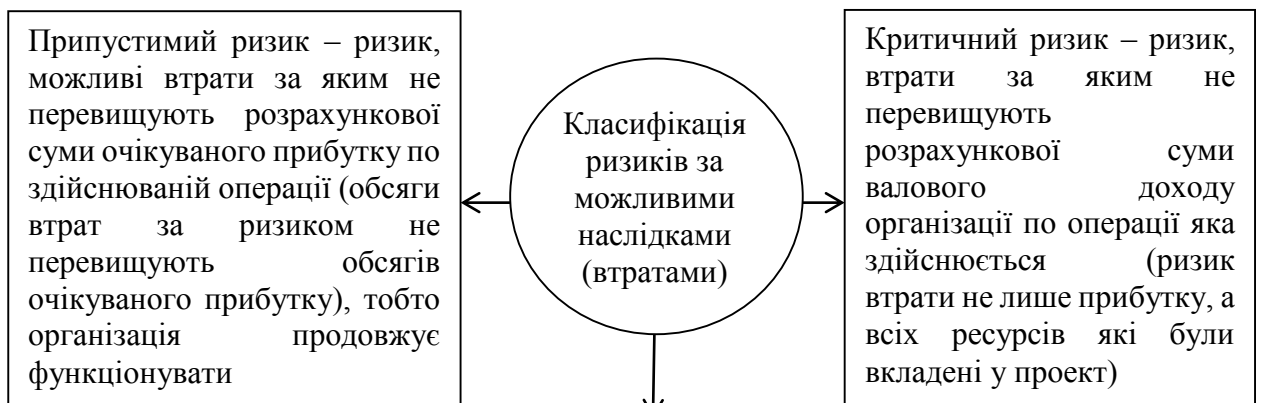 Припустимий ризик – ризик,
можливі втрати за яким не
перевищують розрахункової
суми очікуваного прибутку по
здійснюваній операції (обсяги
втрат за ризиком не
перевищують обсягів
очікуваного прибутку), тобто
організація продовжує
функціонувати
Класифікація
ризиків за
можливими
наслідками
(втратами)
Критичний ризик – ризик,
втрати за яким не
перевищують
розрахункової суми
валового доходу
організації по операції яка
здійснюється (ризик
втрати не лише прибутку, а
всіх ресурсів які були
вкладені у проект)